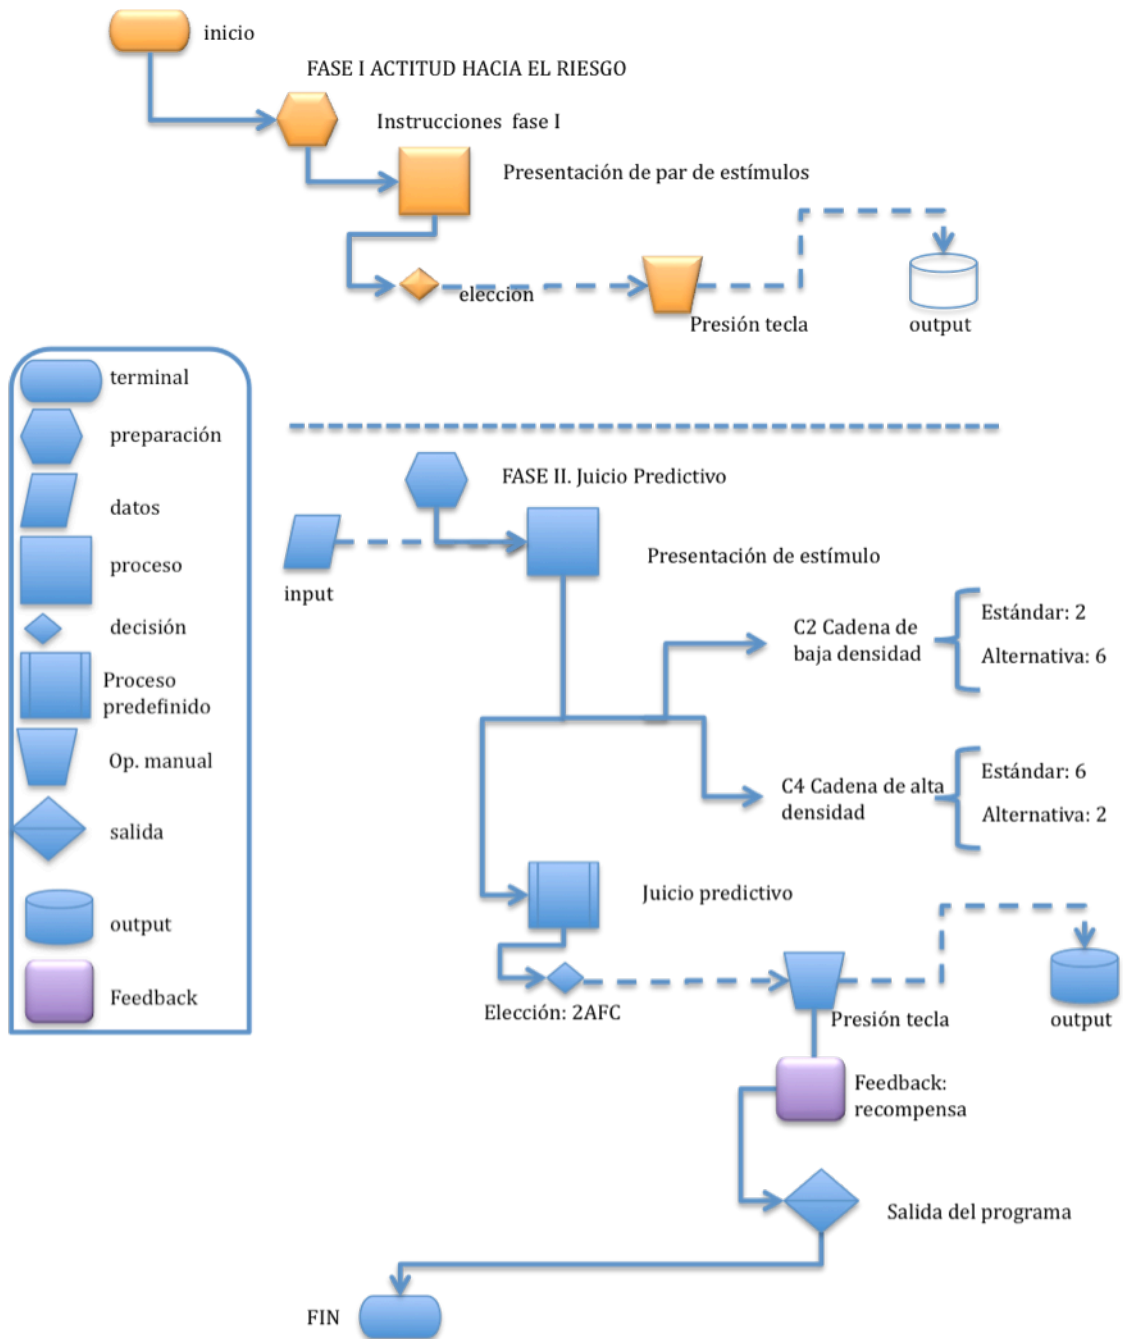 inicio
FASE I ACTITUD HACIA EL RIESGO
Instrucciones fase I
Presentación de par de estímulos
elección
Presión tecla
output
terminal
preparación
datos
proceso
decisión
Proceso
predefinido
Op. manual
salida
output
Feedback
FASE II. Juicio Predictivo
input
Presentación de estímulo
C2 Cadena de
baja densidad
Estándar: 2
Alternativa: 6
C4 Cadena de alta
densidad
Estándar: 6
Alternativa: 2
Juicio predictivo
Elección: 2AFC
Presión tecla
output
Feedback:
recompensa
Salida del programa
FIN